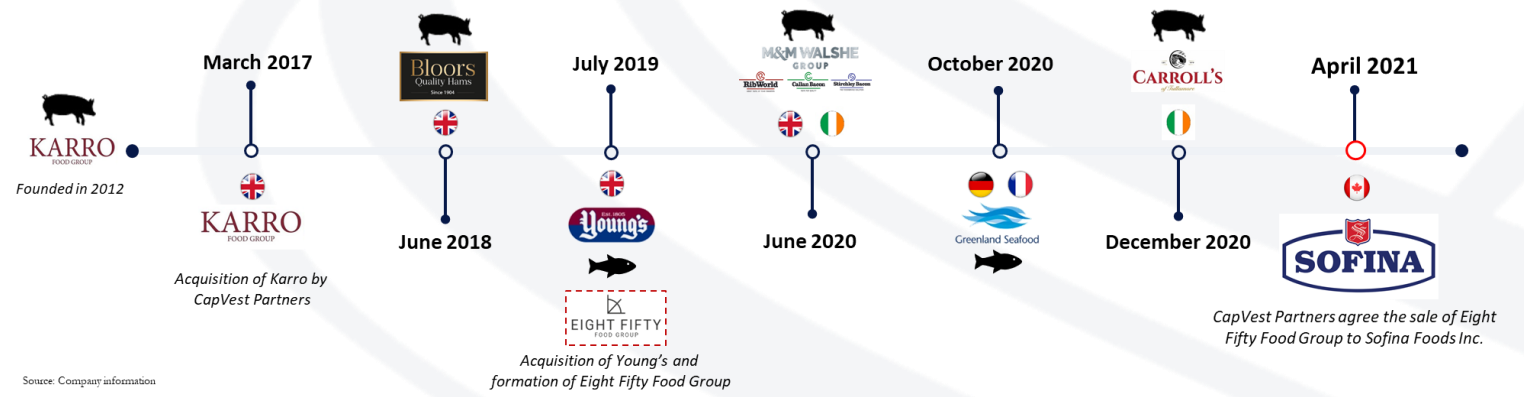 KARRO
FOOD GROUP
Founded in 2012
March 2017
KARRO
FOOD GROUP
Acquisition of Karro by
CapVest Partners
Bloors
Quality Hams
Since 1964
June 2018
July 2019
EST. 1805
Young's
EIGHT FIFTY
FOOD GROUP
Acquisition of Young's and
formation of Eight Fifty Food Group
M&M WALSHE
GROUP
RibWorld
Callan Bacon
Stirchley Bacon
June 2020
October 2020
Greenland Seafood
CARROLL'S
of Tullamore
December 2020
April 2021
SOFINA
CapVest Partners agree the sale of Eight
Fifty Food Group to Sofina Foods Inc.
Source: Company information